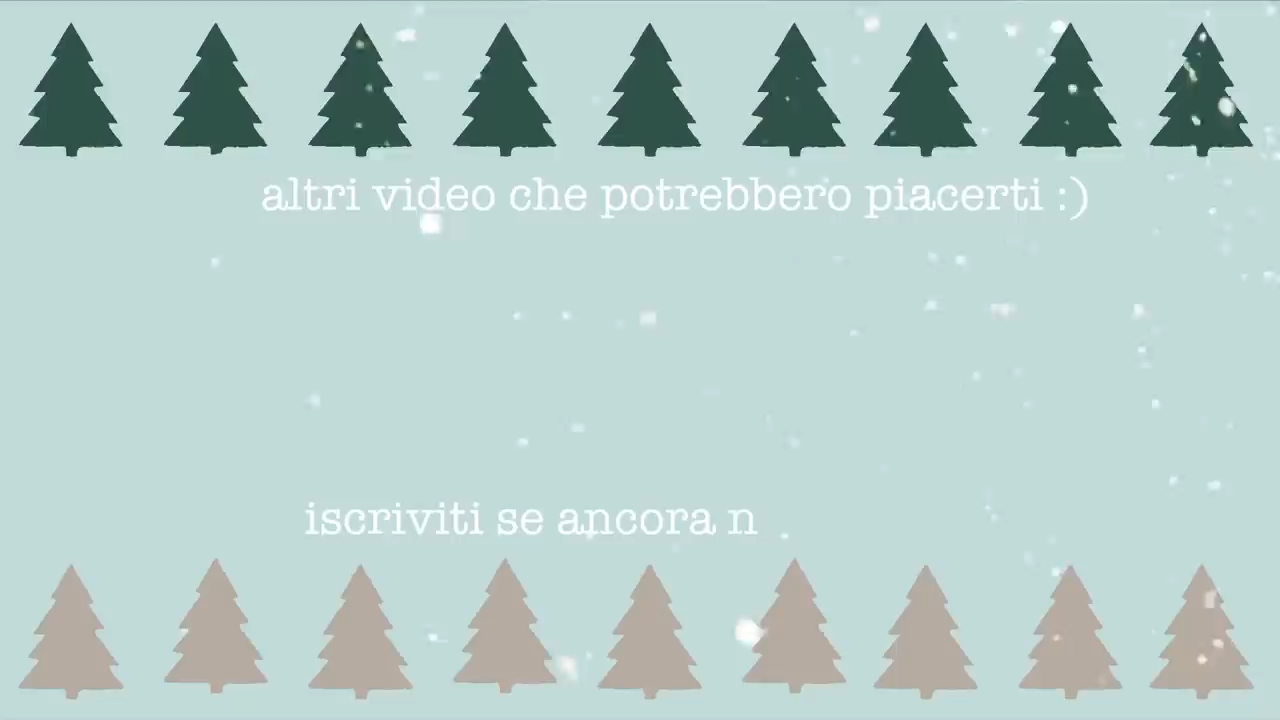 altri video che potrebbero piacerti :)
iscriviti se ancora n